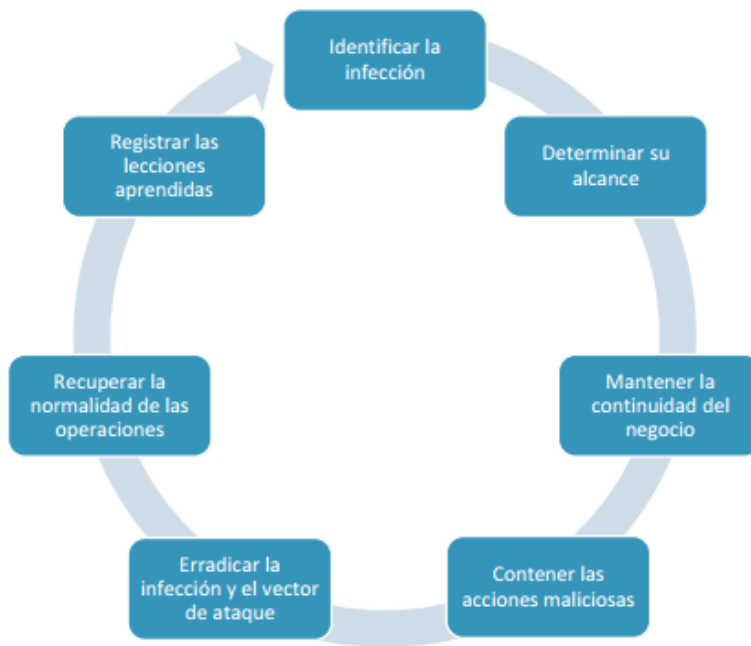 Identificar la
infección
Determinar su
alcance
Mantener la
continuidad del
negocio
Contener las
acciones maliciosas
Erradicar la
infección y el vector
de ataque
Recuperar la
normalidad de las
operaciones
Registrar las
lecciones
aprendidas